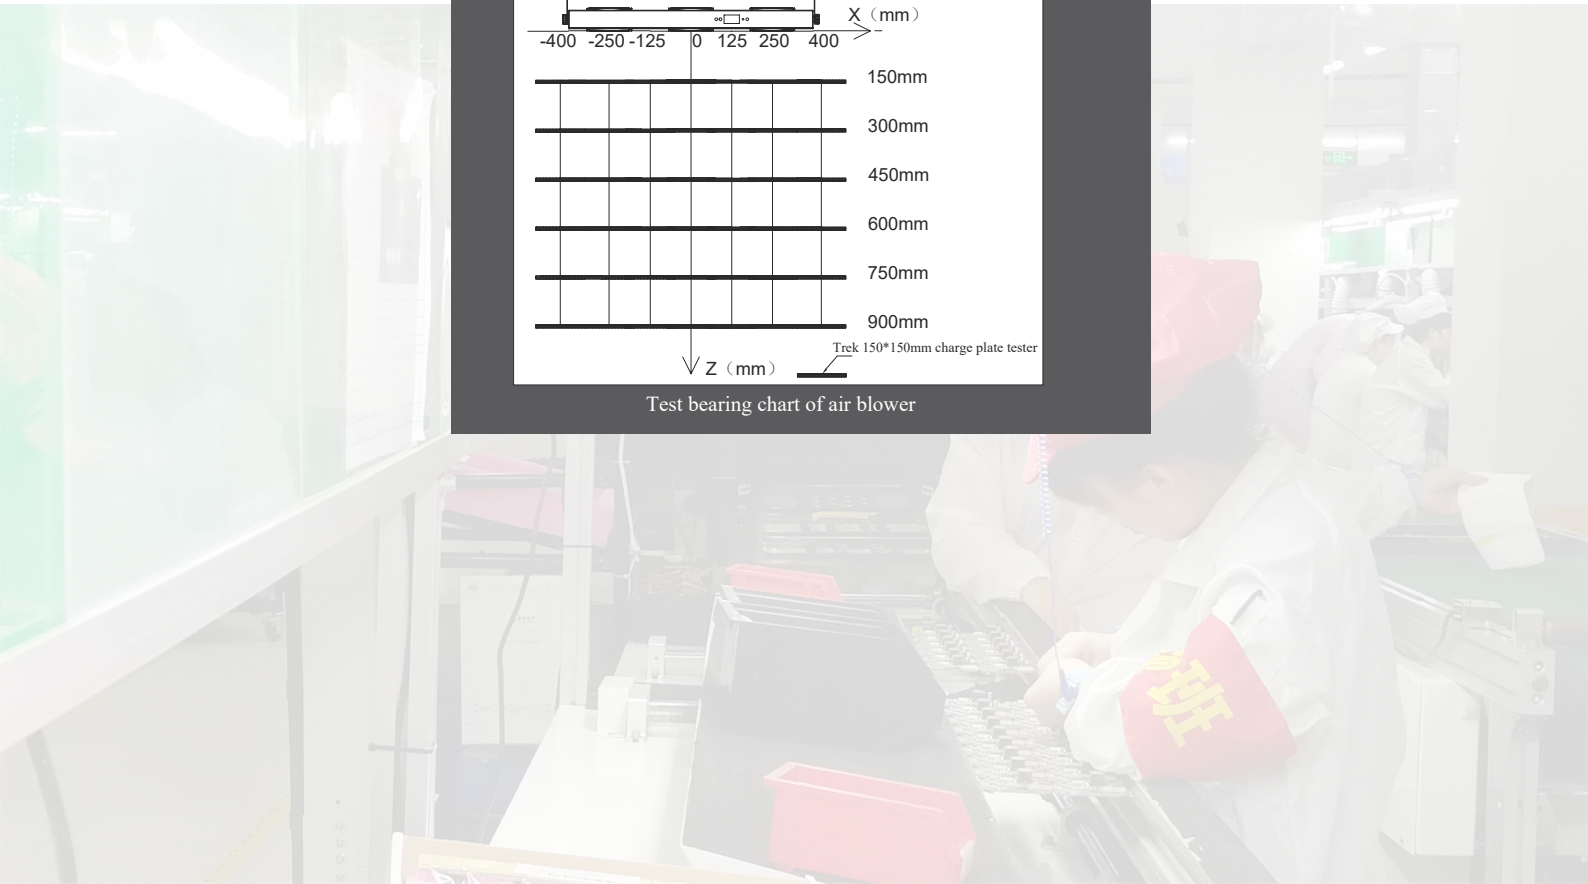 X（mm）
-400 -250 -125 0 125 250 400
150mm
300mm
450mm
600mm
750mm
900mm
Trek 150*150mm charge plate tester
Z（mm）
Test bearing chart of air blower
班